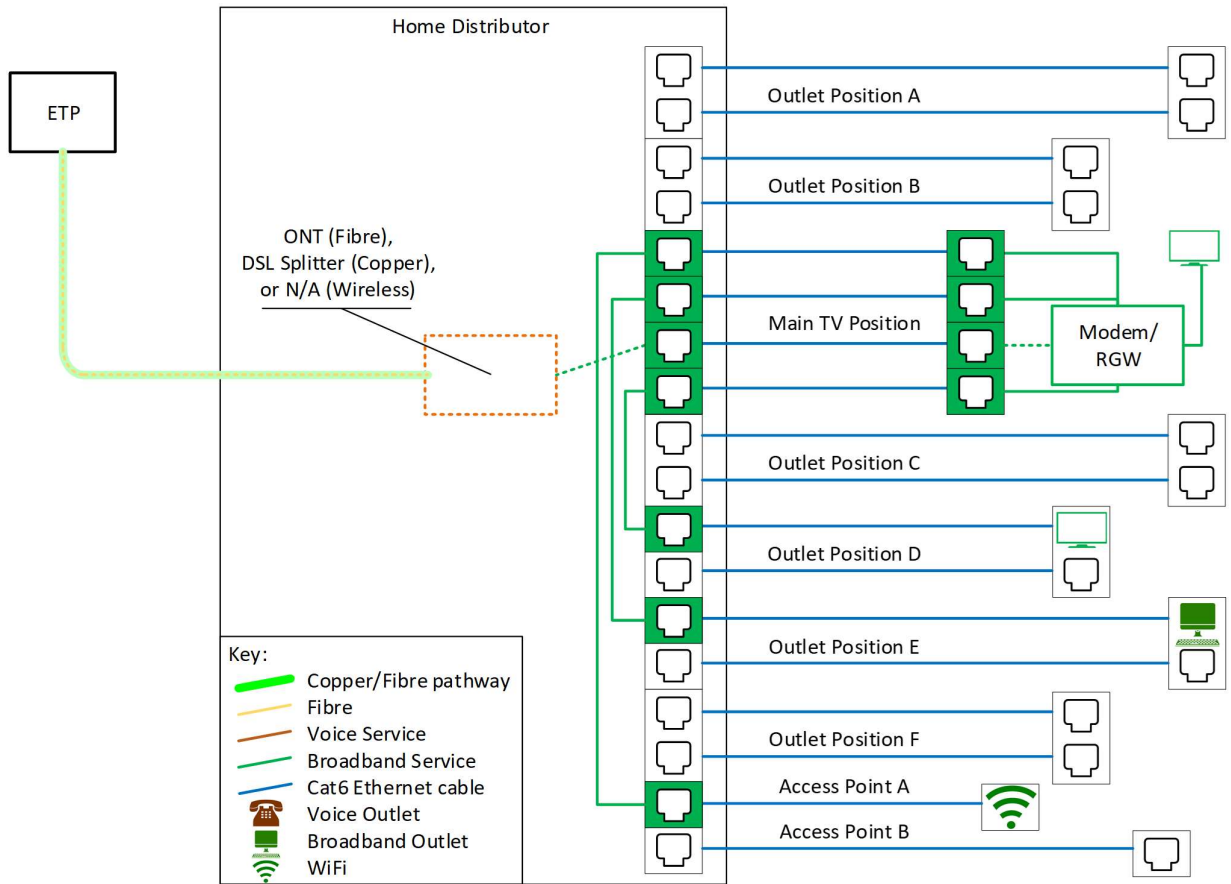 Home Distributor
ETP
Outlet Position A
Outlet Position B
ONT (Fibre),
DSL Splitter (Copper),
or N/A (Wireless)
Main TV Position
Modem/
RGW
Outlet Position C
Outlet Position D
Outlet Position E
Outlet Position F
Access Point A
Access Point B
Key:
Copper/Fibre pathway
Fibre
Voice Service
Broadband Service
Cat6 Ethernet cable
Voice Outlet
Broadband Outlet
WiFi